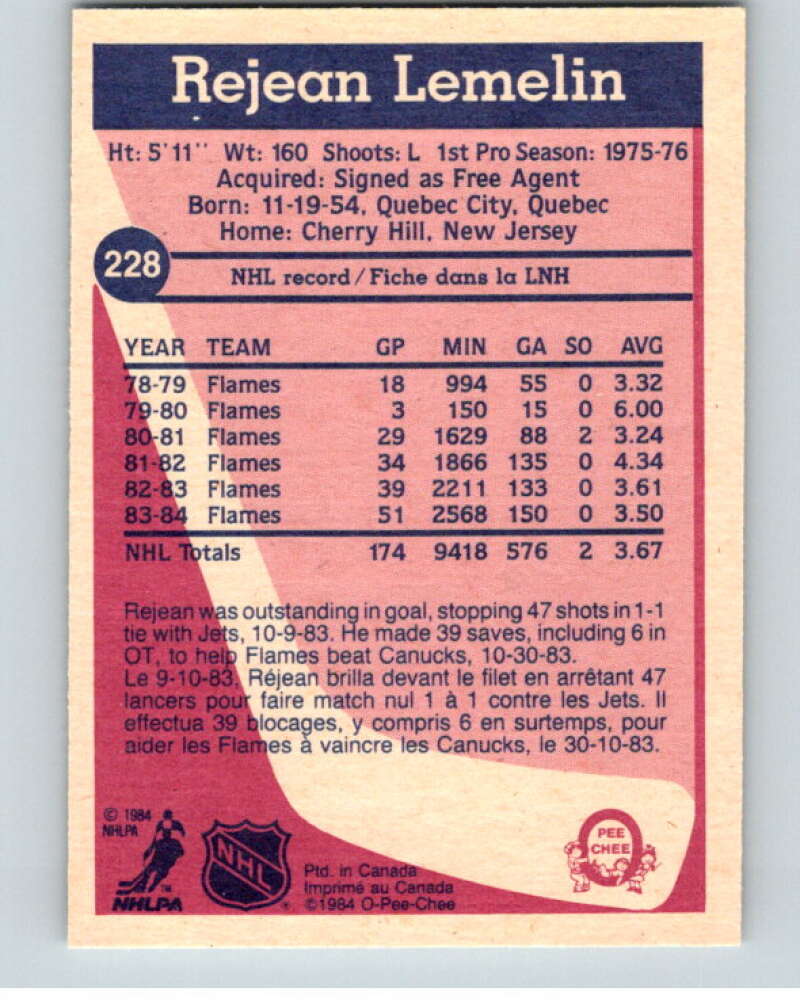 Rejean Lemelin
Ht: 5'11'' Wt: 160 Shoots: L 1st Pro Season: 1975-76
Acquired: Signed as Free Agent
Born: 11-19-54, Quebec City, Quebec
Home: Cherry Hill, New Jersey
228
NHL record / Fiche dans la LNH
YEAR TEAM GP MIN GA SO AVG
78-79 Flames 18 994 55 0 3.32
79-80 Flames 3 150 15 0 6.00
80-81 Flames 29 1629 88 2 3.24
81-82 Flames 34 1866 135 0 4.34
82-83 Flames 39 2211 133 0 3.61
83-84 Flames 51 2568 150 0 3.50
NHL Totals 174 9418 576 2 3.67
Rejean was outstanding in goal, stopping 47 shots in 1-1
tie with Jets, 10-9-83. He made 39 saves, including 6 in
OT, to help Flames beat Canucks, 10-30-83.
Le 9-10-83, Réjean brilla devant le filet en arrêtant 47
lancers pour faire match nul 1 à 1 contre les Jets. Il
effectua 39 blocages, y compris 6 en surtemps, pour
aider les Flames à vaincre les Canucks, le 30-10-83.
© 1984
NHLPA
NHLPA
TM
NHL
®
Ptd. in Canada
Imprimé au Canada
©1984 O-Pee-Chee
PEE
CHEE